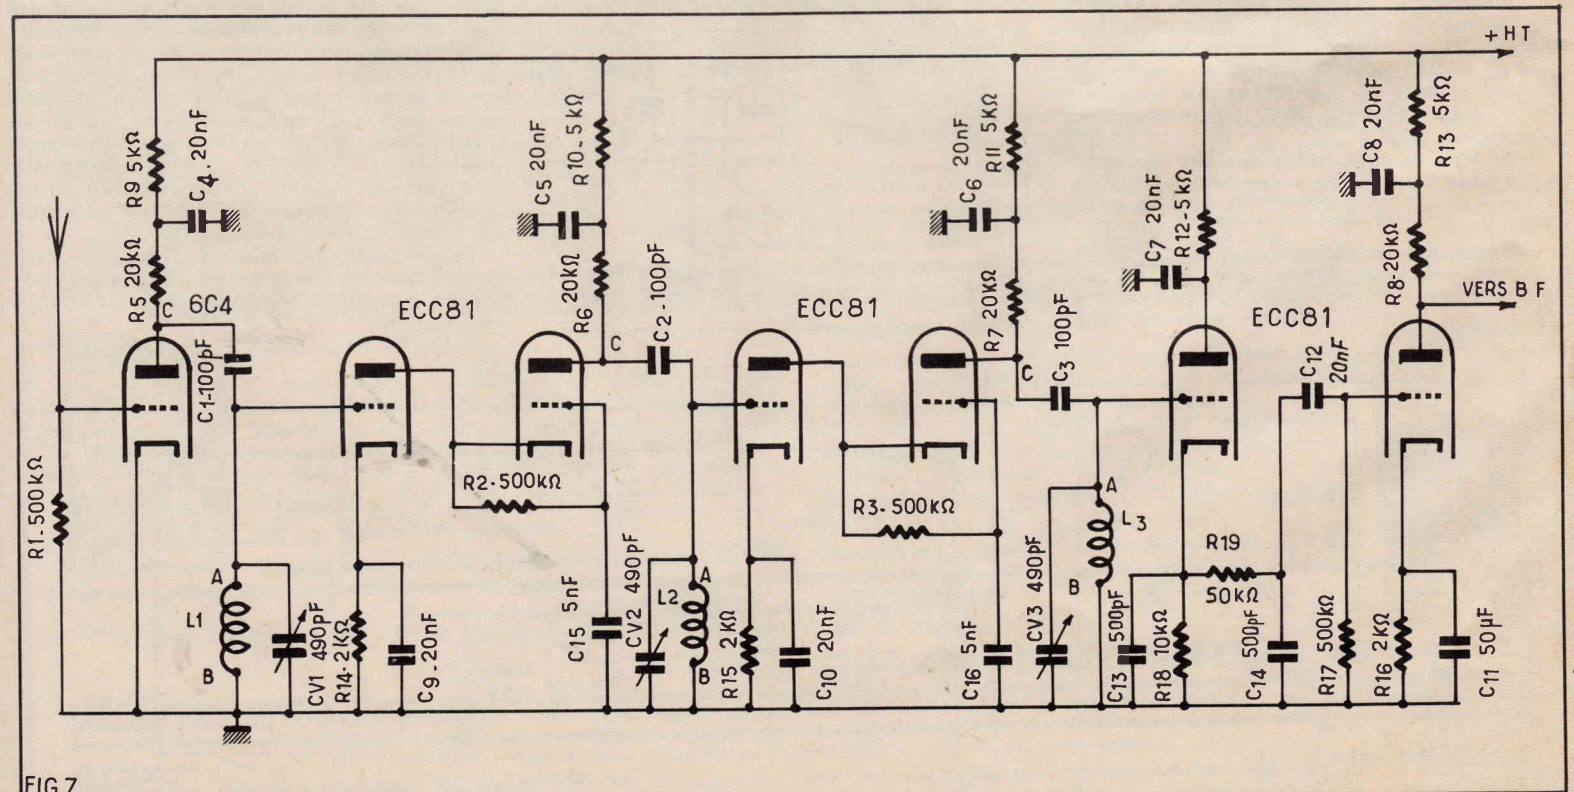 +HT
R9 5kΩ
C4. 20nF
R5 20kΩ
C
6C4
C1-100pF
R1. 500kΩ
ECC81
R2. 500kΩ
A
L1
B
CV1 490pF
R14. 2kΩ
C9. 20nF
C5 20nF
R10. 5kΩ
R6 20kΩ
C
C2-100pF
C15 5nF
CV2 490pF
A
L2
B
R15 2kΩ
C10 20nF
ECC81
R3. 500kΩ
C6 20nF
R11 5kΩ
R7 20KΩ
C
C3 100pF
C16 5nF
CV3 490pF
A
L3
B
C13 500pF
R18 10kΩ
C7 20nF
R12-5kΩ
ECC81
R19
50KΩ
C12 20nF
C14 500pF
R17 500kΩ
R16 2kΩ
C11 50µF
C8 20nF
R13 5kΩ
R8-20kΩ
VERS BF
FIG 7